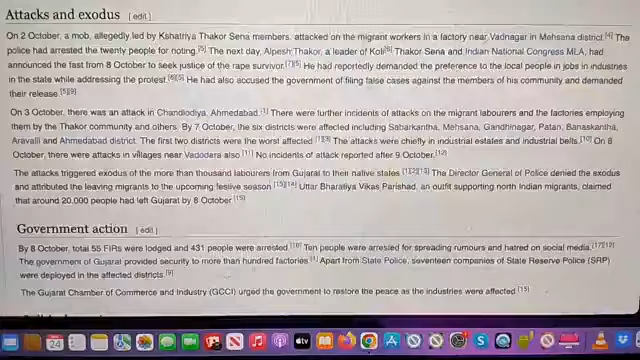 Attacks and exodus [ edit ]
On 2 October, a mob, allegedly led by Kshatriya Thakor Sena members, attacked on the migrant workers in a factory near Vadnagar in Mehsana district.[4] The
police had arrested the twenty people for rioting.[5] The next day, Alpesh Thakor, a leader of Koli[6] Thakor Sena and Indian National Congress MLA, had
announced the fast from 8 October to seek justice of the rape survivor.[7][5] He had reportedly demanded the preference to the local people in jobs in industries
in the state while addressing the protest.[8][5] He had also accused the government of filing false cases against the members of his community and demanded
their release.[5][9]
On 3 October, there was an attack in Chandlodiya, Ahmedabad.[1] There were further incidents of attacks on the migrant labourers and the factories employing
them by the Thakor community and others. By 7 October, the six districts were affected including Sabarkantha, Mehsana, Gandhinagar, Patan, Banaskantha,
Aravalli and Ahmedabad district. The first two districts were the worst affected.[1][3] The attacks were chiefly in industrial estates and industrial belts.[10] On 8
October, there were attacks in villages near Vadodara also.[11] No incidents of attack reported after 9 October.[12]
The attacks triggered exodus of the more than thousand labourers from Gujarat to their native states.[1][2][13] The Director General of Police denied the exodus
and attributed the leaving migrants to the upcoming festive season.[15][14] Uttar Bharatiya Vikas Parishad, an outfit supporting north Indian migrants, claimed
that around 20,000 people had left Gujarat by 8 October.[15]
Government action [ edit ]
By 8 October, total 55 FIRs were lodged and 431 people were arrested.[16] Ten people were arrested for spreading rumours and hatred on social media.[17][12]
The government of Gujarat provided security to more than hundred factories.[1] Apart from State Police, seventeen companies of State Reserve Police (SRP)
were deployed in the affected districts.[9]
The Gujarat Chamber of Commerce and Industry (GCCI) urged the government to restore the peace as the industries were affected.[15]
24
tv